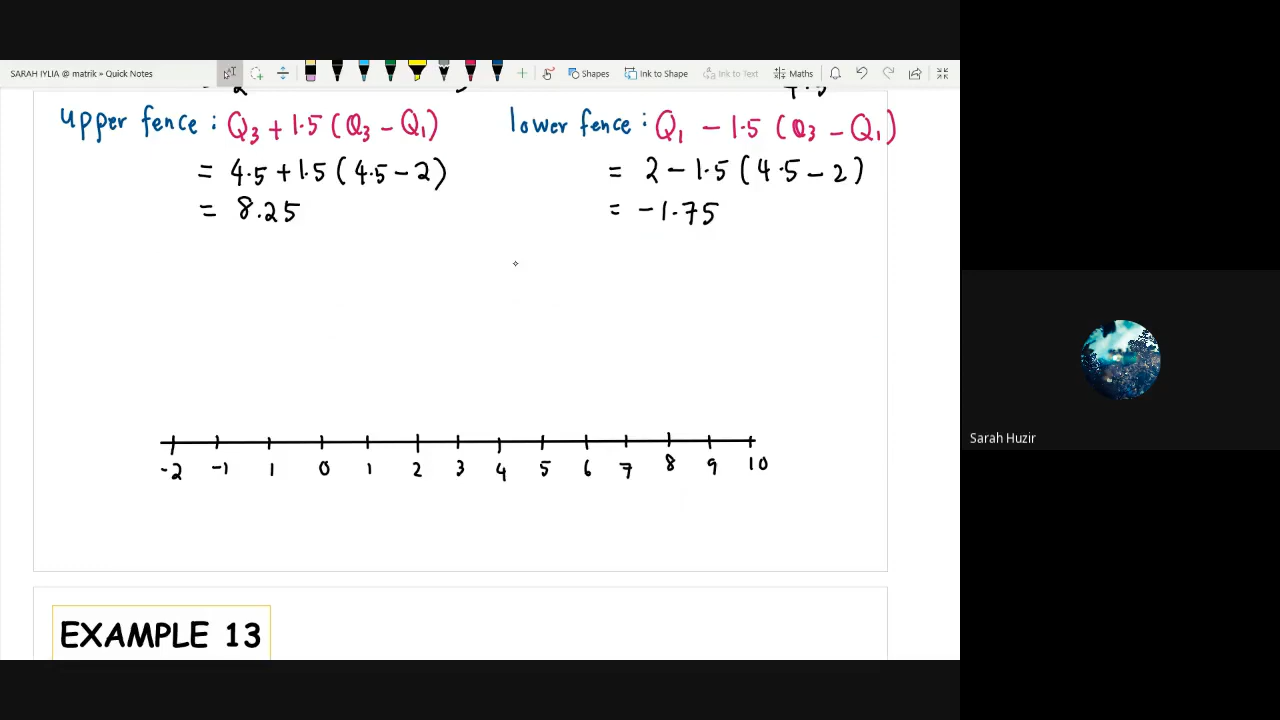 SARAH IYLIA @ matrik » Quick Notes
Shapes
Ink to Shape
Ink to Text
Maths
upper fence : Q3 + 1.5 ( Q3 - Q1 )
= 4.5 + 1.5 ( 4.5 - 2 )
= 8.25
lower fence : Q1 - 1.5 ( Q3 - Q1 )
= 2 - 1.5 ( 4.5 - 2 )
= -1.75
-2 -1 1 0 1 2 3 4 5 6 7 8 9 10
EXAMPLE 13
Sarah Huzir